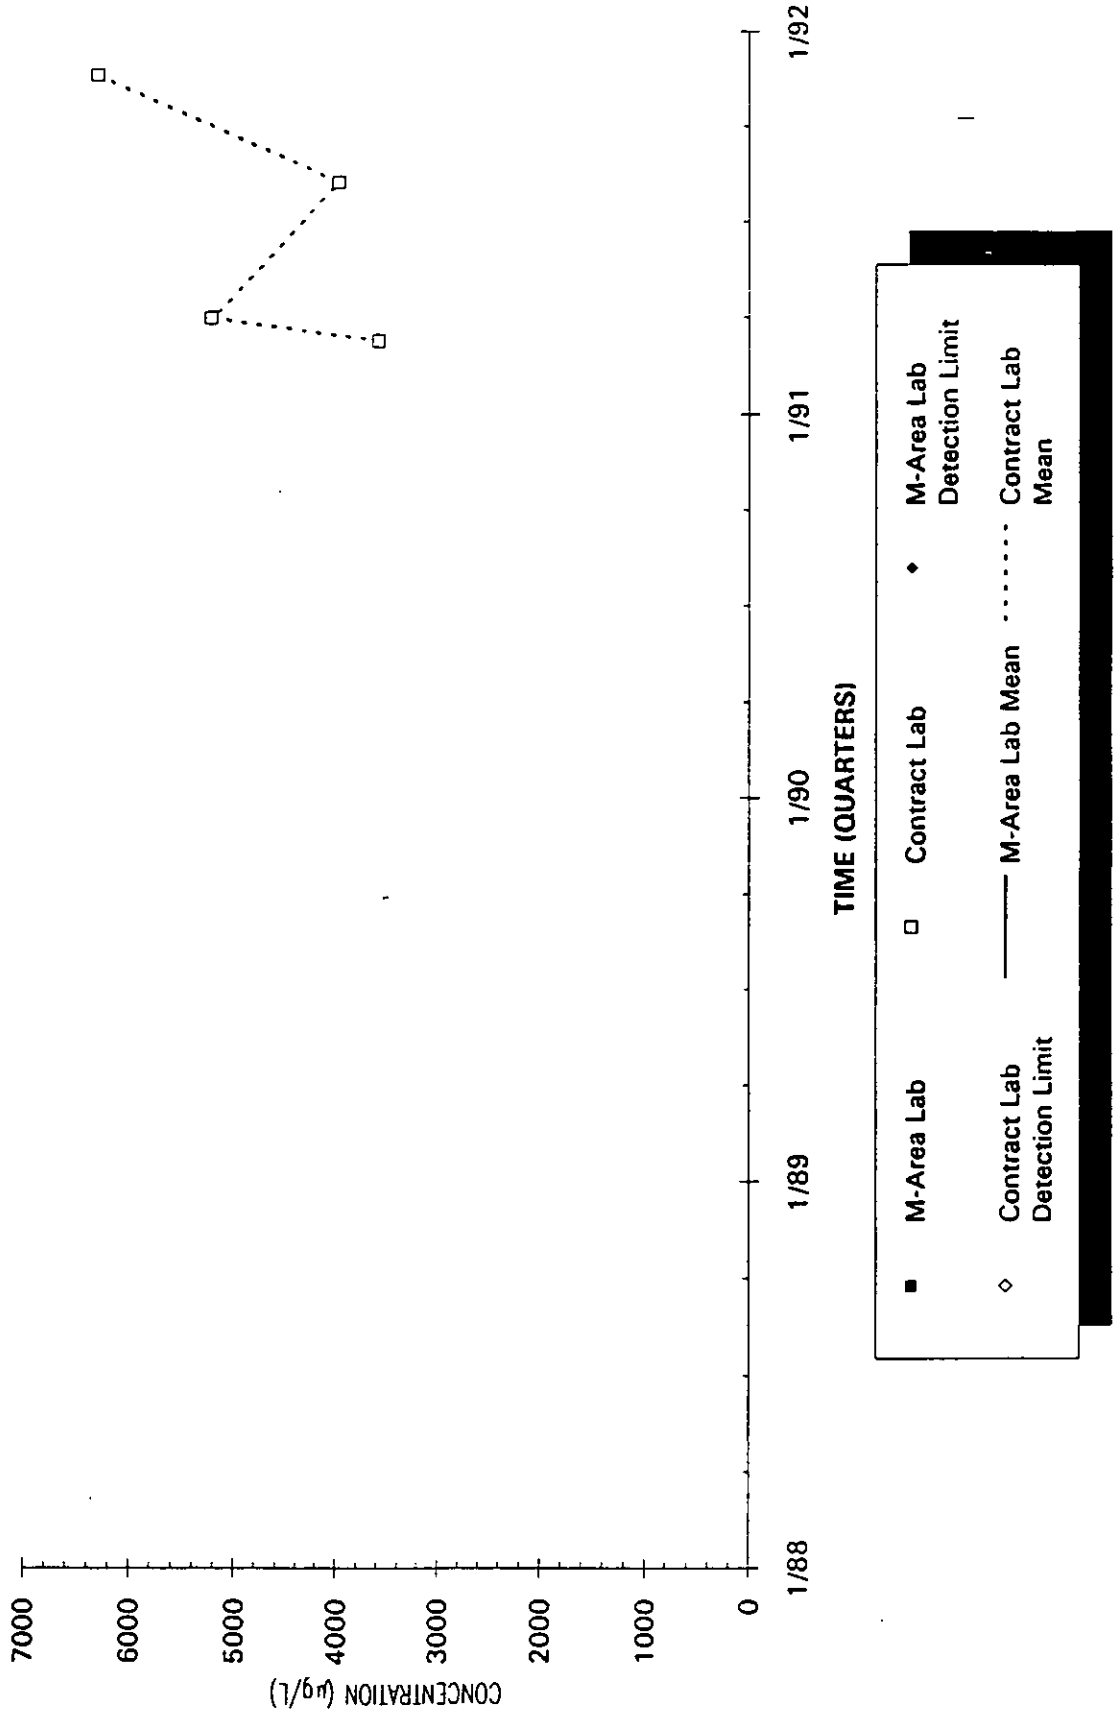 CONCENTRATION (µg/L)
7000
6000
5000
4000
3000
2000
1000
0
1/88
1/89
1/90
1/91
1/92
TIME (QUARTERS)
M-Area Lab
Contract Lab
M-Area Lab
Detection Limit
Contract Lab
Detection Limit
M-Area Lab Mean
Contract Lab
Mean